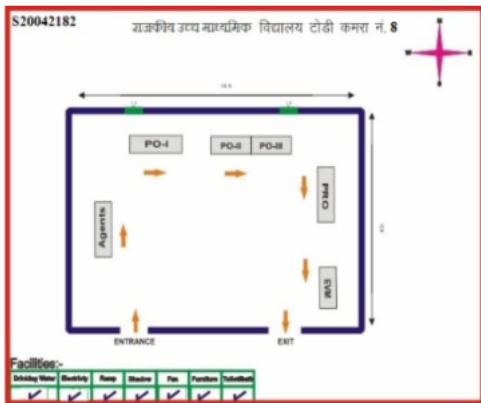 S20042182
राजकीय उच्च माध्यमिक विद्यालय टोडी कमरा नं. 8
PO-I
PO-II PO-III
PRO
Agents
EVM
ENTRANCE
EXIT
Facilities:-
Drinking Water Electricity Ramp Shadow Fan Furniture